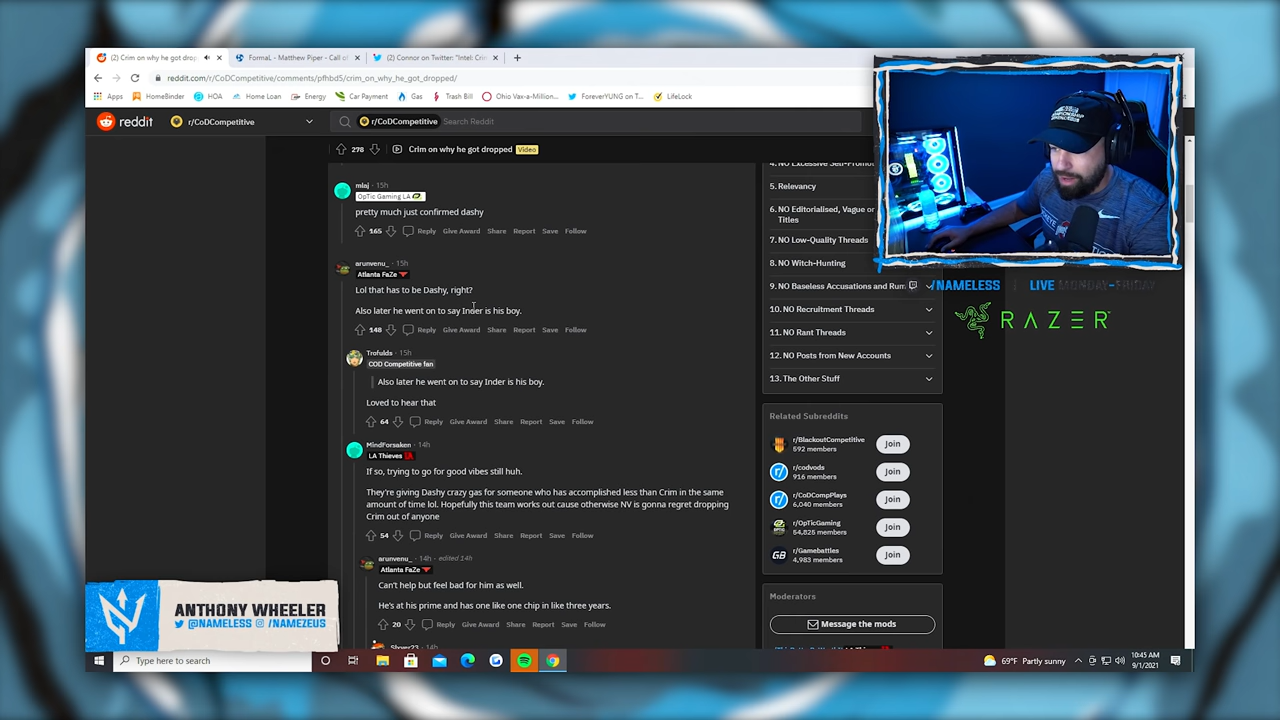 (2) Crim on why he got drop
FormaL - Matthew Piper - Call of
(2) Connor on Twitter: "Intel: Cri
reddit.com/r/CoDCompetitive/comments/pfhbd5/crim_on_why_he_got_dropped/
Apps HomeBinder HOA Home Loan Energy Car Payment Gas Trash Bill Ohio Vax-a-Million... ForeverYUNG on T... LifeLock
reddit r/CoDCompetitive r/CoDCompetitive Search Reddit
278 Crim on why he got dropped Video
mlaj · 15h
OpTic Gaming LA
pretty much just confirmed dashy
165 Reply Give Award Share Report Save Follow
arunvenu_ · 15h
Atlanta FaZe
Lol that has to be Dashy, right?
Also later he went on to say Inder is his boy.
148 Reply Give Award Share Report Save Follow
Trofulds · 15h
COD Competitive fan
Also later he went on to say Inder is his boy.
Loved to hear that
64 Reply Give Award Share Report Save Follow
MindForsaken · 14h
LA Thieves
If so, trying to go for good vibes still huh.
They're giving Dashy crazy gas for someone who has accomplished less than Crim in the same
amount of time lol. Hopefully this team works out cause otherwise NV is gonna regret dropping
Crim out of anyone
54 Reply Give Award Share Report Save Follow
arunvenu_ · 14h · edited 14h
Atlanta FaZe
Can't help but feel bad for him as well.
He's at his prime and has one like one chip in like three years.
20 Reply Give Award Share Report Save Follow
4. NO Excessive Self-Promo
5. Relevancy
6. NO Editorialised, Vague or
Titles
7. NO Low-Quality Threads
8. NO Witch-Hunting
9. NO Baseless Accusations and Rum
10. NO Recruitment Threads
11. NO Rant Threads
12. NO Posts from New Accounts
13. The Other Stuff
Related Subreddits
r/BlackoutCompetitive
592 members
Join
r/codvods
916 members
Join
r/CoDCompPlays
6,040 members
Join
r/OpTicGaming
54,825 members
Join
r/Gamebattles
4,983 members
Join
Moderators
Message the mods
/NAMELESS | LIVE MONDAY-FRIDAY
RAZER
ANTHONY WHEELER
@NAMELESS /NAMEZEUS
Type here to search
69°F Partly sunny
10:45 AM
9/1/2021